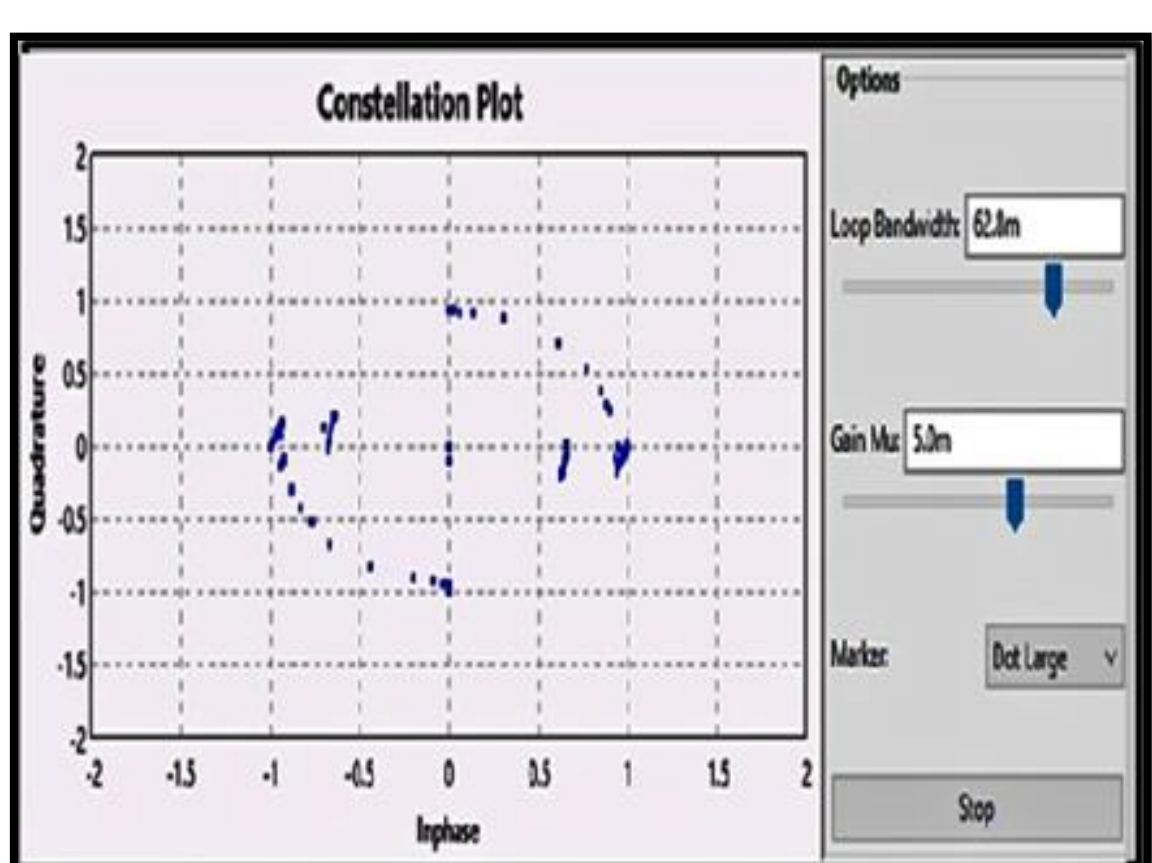 Constellation Plot
Quadrature
2
1.5
1
0.5
0
-0.5
-1
-1.5
-2
-2 -1.5 -1 -0.5 0 0.5 1 1.5 2
Inphase
Options
Loop Bandwidth: 62.8m
Gain Mu: 5.0m
Marker: Dot Large
Stop